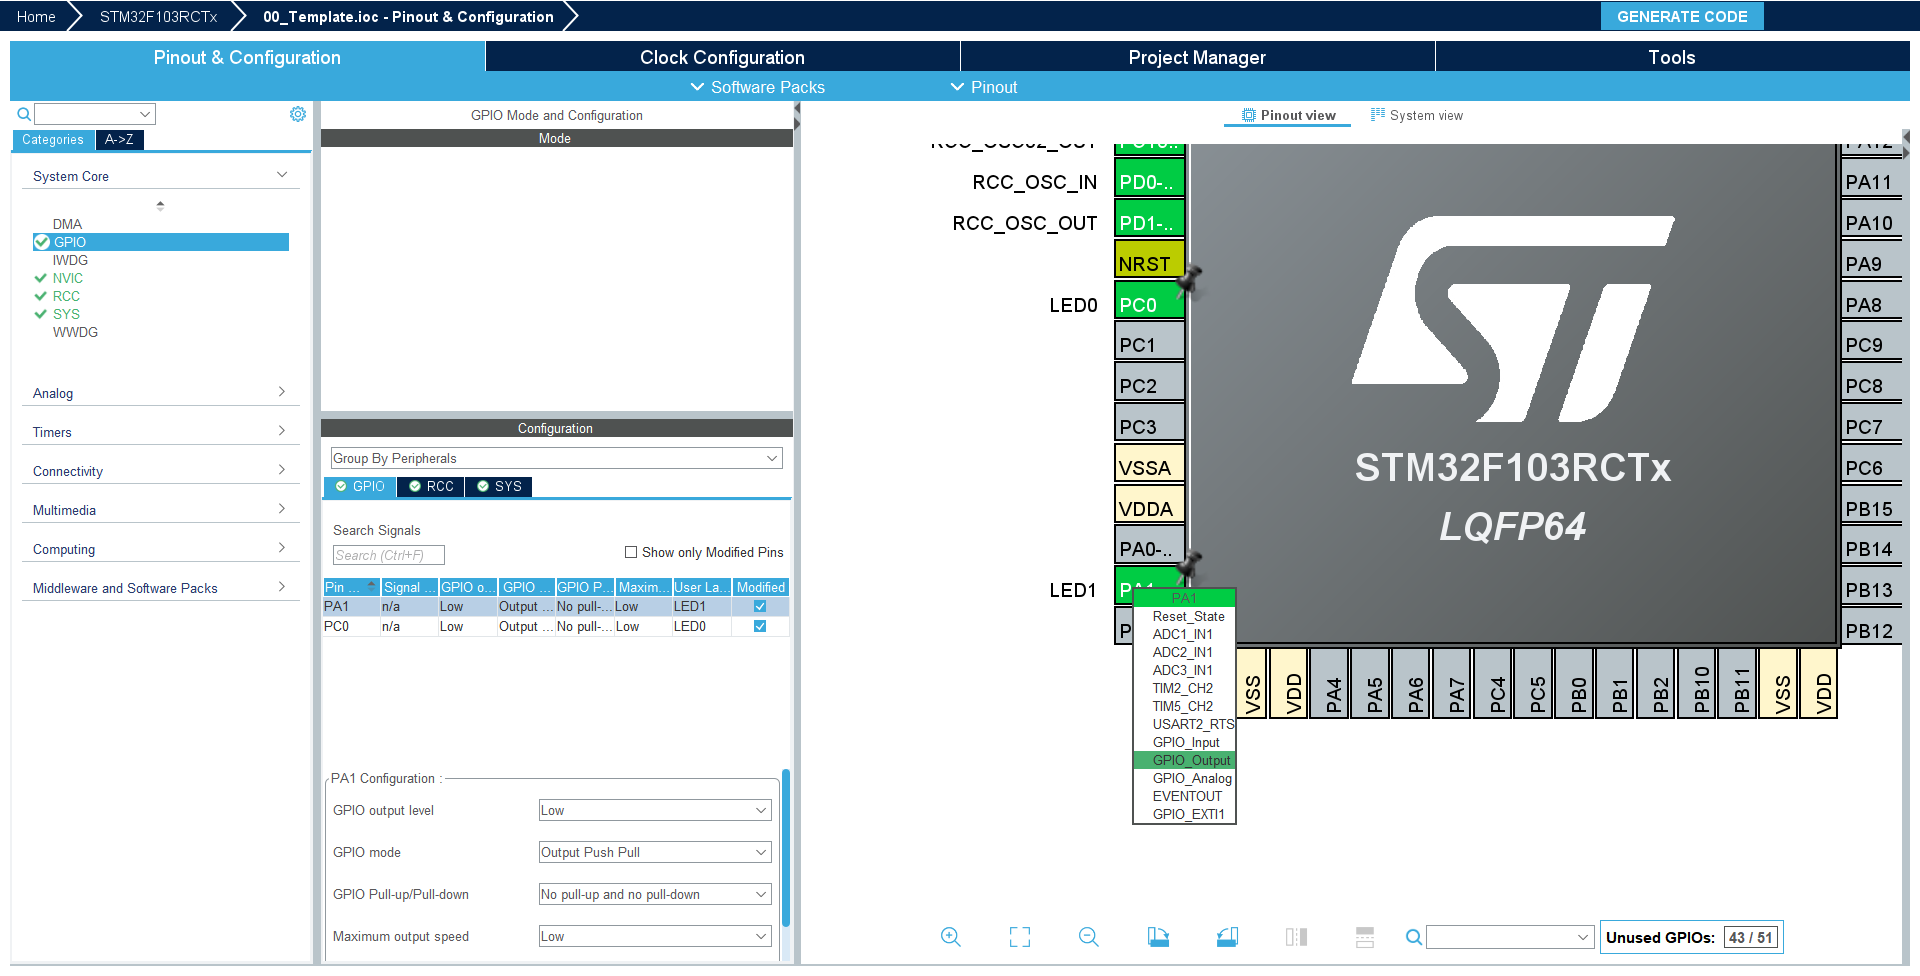 Home
STM32F103RCTx
00_Template.ioc - Pinout & Configuration
GENERATE CODE
Pinout & Configuration
Clock Configuration
Project Manager
Tools
Software Packs
Pinout
Categories
A->Z
System Core
DMA
GPIO
IWDG
NVIC
RCC
SYS
WWDG
Analog
Timers
Connectivity
Multimedia
Computing
Middleware and Software Packs
GPIO Mode and Configuration
Mode
Configuration
Group By Peripherals
GPIO
RCC
SYS
Search Signals
Search (Ctrl+F)
Show only Modified Pins
Pin ... Signal ... GPIO o... GPIO ... GPIO P... Maxim... User La... Modified
PA1 n/a Low Output ... No pull-... Low LED1
PC0 n/a Low Output ... No pull-... Low LED0
PA1 Configuration :
GPIO output level Low
GPIO mode Output Push Pull
GPIO Pull-up/Pull-down No pull-up and no pull-down
Maximum output speed Low
Pinout view
System view
RCC_OSC_IN PD0-..
RCC_OSC_OUT PD1-..
NRST
LED0 PC0
PC1
PC2
PC3
VSSA
VDDA
PA0-..
LED1
PA1
Reset_State
ADC1_IN1
ADC2_IN1
ADC3_IN1
TIM2_CH2
TIM5_CH2
USART2_RTS
GPIO_Input
GPIO_Output
GPIO_Analog
EVENTOUT
GPIO_EXTI1
ST
STM32F103RCTx
LQFP64
PA12
PA11
PA10
PA9
PA8
PC9
PC8
PC7
PC6
PB15
PB14
PB13
PB12
VSS
VDD
PA4
PA5
PA6
PA7
PC4
PC5
PB0
PB1
PB2
PB10
PB11
VSS
VDD
Unused GPIOs: 43 / 51